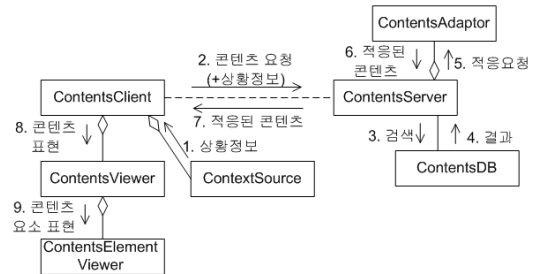 ContentsAdaptor
2. 콘텐츠 요청
(+상황정보)
6. 적응된
콘텐츠
5. 적응요청
ContentsClient
ContentsServer
7. 적응된 콘텐츠
8. 콘텐츠
표현
1. 상황정보
3. 검색
4. 결과
ContentsViewer
ContextSource
ContentsDB
9. 콘텐츠
요소 표현
ContentsElement
Viewer